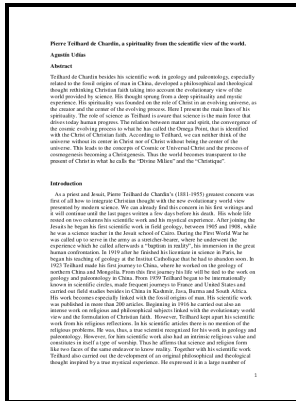 Pierre Teilhard de Chardin, a spirituality from the scientific view of the world.
Agustín Udías
Abstract
Teilhard de Chardin besides his scientific work in geology and paleontology, especially
related to the fossil origins of man in China, developed a philosophical and theological
thought rethinking Christian faith taking into account the evolutionary view of the
world provided by science. His thought sprang from a deep spirituality and mystic
experience. His spirituality was founded on the role of Christ in an evolving universe, as
the creator and the center of the evolving process. Here I present the main lines of his
spirituality. The role of science as Teilhard is aware that science is the main force that
drives today human progress. The relation between matter and spirit, the convergence of
the cosmic evolving process to what he has called the Omega Point, that is identified
with the Christ of Christian faith. According to Teilhard, we can neither think of the
universe without its center in Christ nor of Christ without being the center of the
universe. This leads to the concepts of Cosmic or Universal Christ and the process of
cosmogenesis becoming a Christogenesis. Thus the world becomes transparent to the
present of Christ in what he calls the "Divine Milieu" and the "Christique".
Introduction
As a priest and Jesuit, Pierre Teilhard de Chardin's (1881-1955) greatest concern was
first of all how to integrate Christian thought with the new evolutionary world view
presented by modern science. We can already find this concern in his first writings and
it will continue until the last pages written a few days before his death. His whole life
rested on two columns his scientific work and his mystical experience. After joining the
Jesuits he began his first scientific work in field geology, between 1905 and 1908, while
he was a science teacher in the Jesuit school of Cairo. During the First World War he
was called up to serve in the army as a stretcher-bearer, where he underwent the
experience which he called afterwards a "baptism in reality", his immersion in the great
human confrontation. In 1919 after he finished his licentiate in science in Paris, he
began his teaching of geology at the Institut Catholique that he had to abandon soon. In
1923 Teilhard made his first journey to China, where he worked on the geology of
northern China and Mongolia. From this first journey his life will be tied to the work on
geology and paleontology in China. From 1939 Teilhard began to be internationally
known in scientific circles, made frequent journeys to France and United States and
carried out field studies besides in China in Kashmir, Java, Burma and South Africa.
His work becomes especially linked with the fossil origins of man. His scientific work
was published in more than 200 articles. Beginning in 1916 he carried out also an
intense work on religious and philosophical subjects linked with the evolutionary world
view and the formulation of Christian faith. However, Teilhard kept apart his scientific
work from his religious reflections. In his scientific articles there is no mention of the
religious problems. He was, thus, a true scientist recognized for his work in geology and
paleontology. However, for him scientific work also had an intrinsic religious value and
constitutes in itself a type of worship. Thus he affirms that science and religion form
like two faces of the same endeavor to know reality. Together with his scientific work
Teilhard also carried out the development of an original philosophical and theological
thought inspired by a true mystical experience. He expressed it in a large number of
1